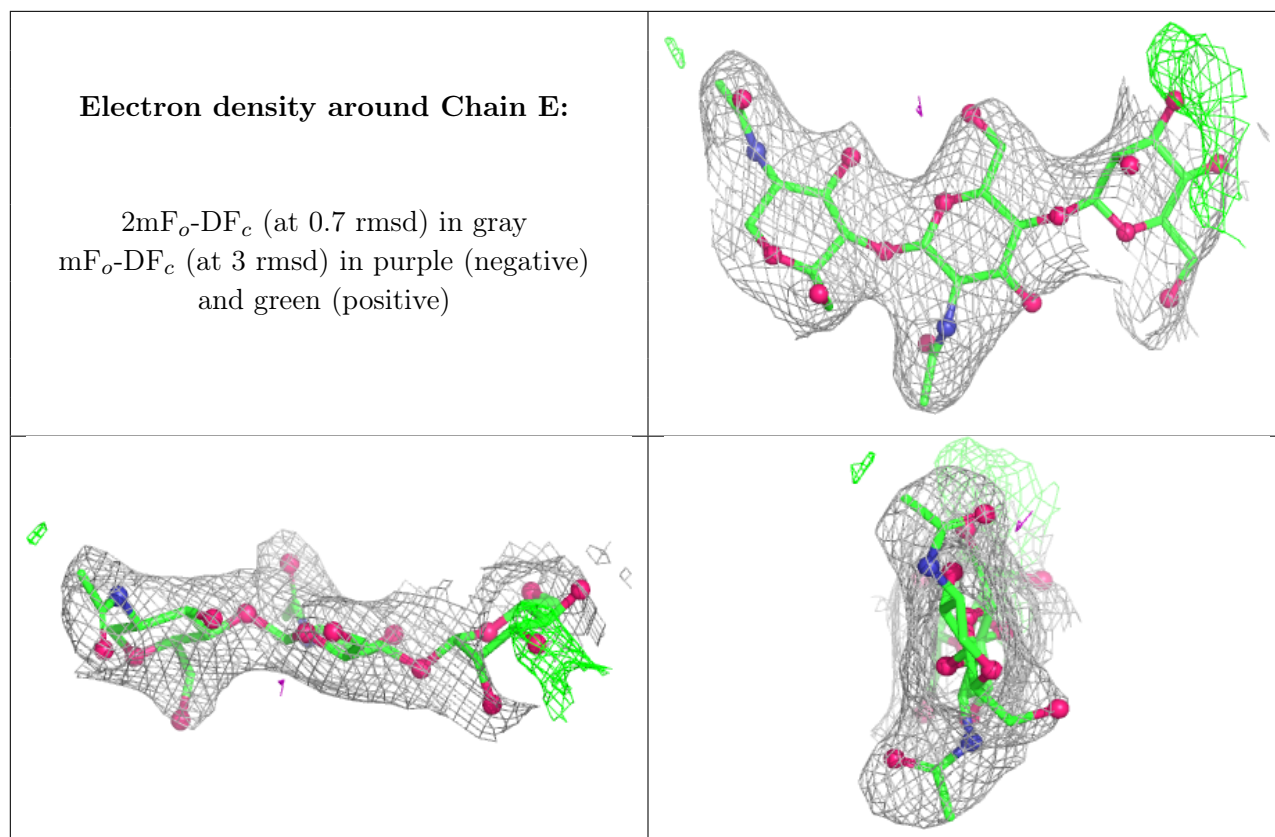 Electron density around Chain E:
2mFₒ-DF𝒸 (at 0.7 rmsd) in gray
mFₒ-DF𝒸 (at 3 rmsd) in purple (negative)
and green (positive)